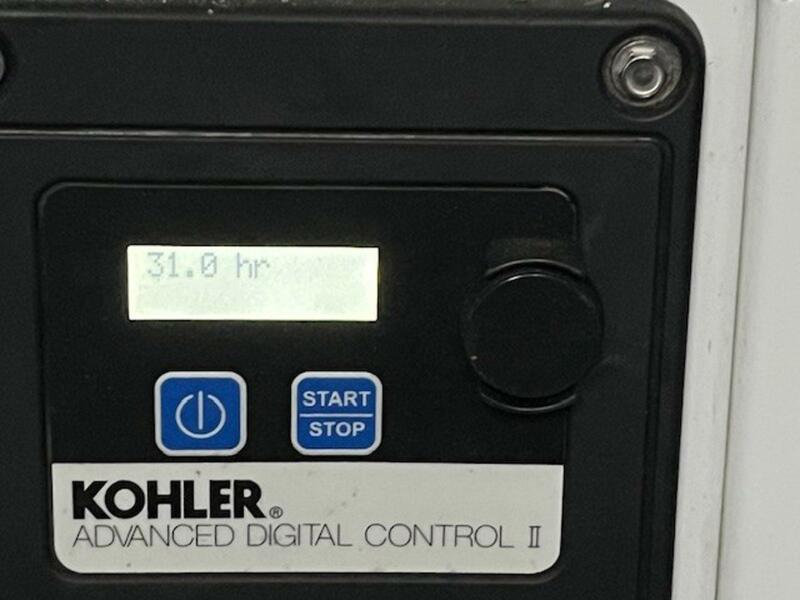 31.0 hr
START
STOP
KOHLER®
ADVANCED DIGITAL CONTROL II